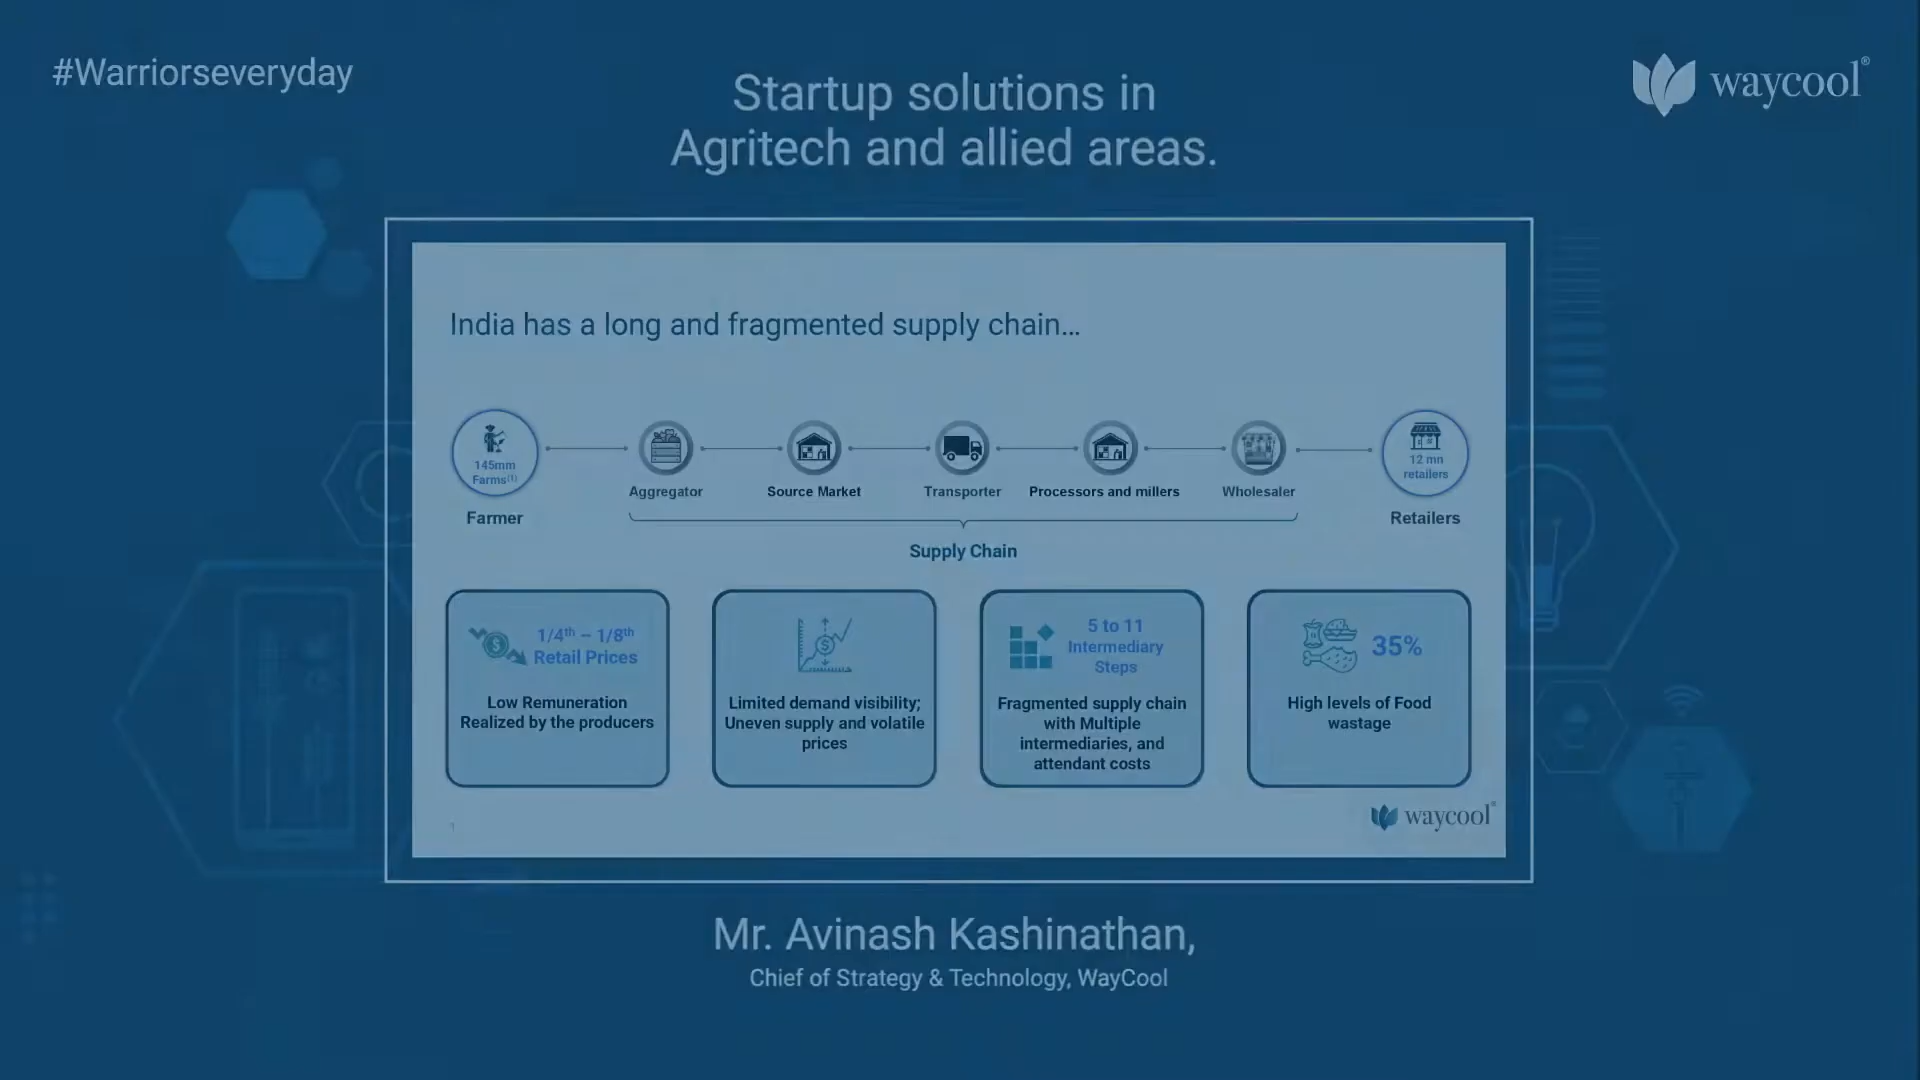 #Warriorseveryday
waycool®
Startup solutions in
Agritech and allied areas.
India has a long and fragmented supply chain...
145mm
Farms(1)
Farmer
Aggregator
Source Market
Transporter
Processors and millers
Wholesaler
12 mn
retailers
Retailers
Supply Chain
1/4th – 1/8th
Retail Prices
Low Remuneration
Realized by the producers
Limited demand visibility;
Uneven supply and volatile
prices
5 to 11
Intermediary
Steps
Fragmented supply chain
with Multiple
intermediaries, and
attendant costs
35%
High levels of Food
wastage
1
waycool®
Mr. Avinash Kashinathan,
Chief of Strategy & Technology, WayCool